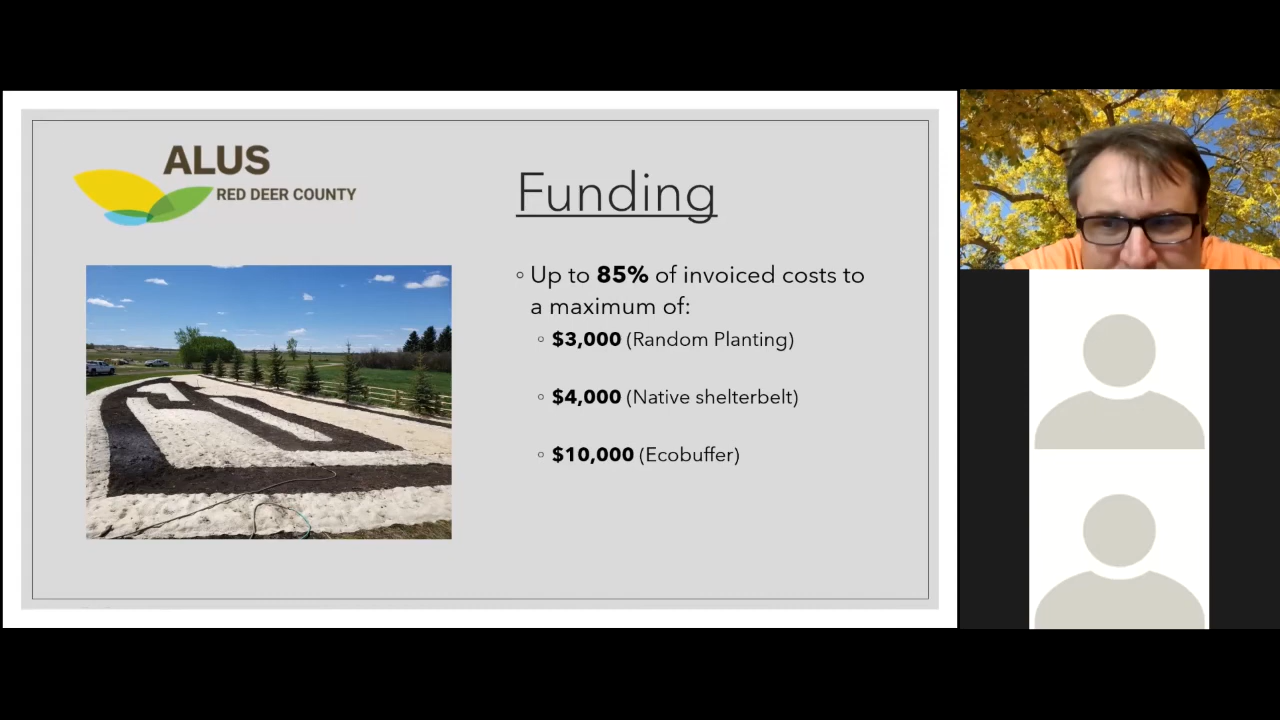 ALUS
RED DEER COUNTY
Funding
◦ Up to 85% of invoiced costs to
a maximum of:
◦ $3,000 (Random Planting)
◦ $4,000 (Native shelterbelt)
◦ $10,000 (Ecobuffer)